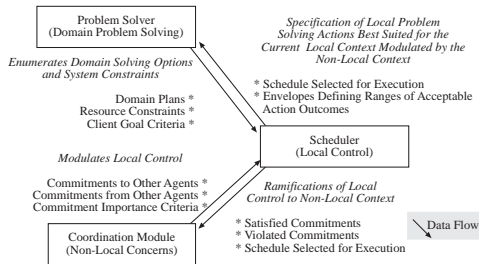 Problem Solver
(Domain Problem Solving)
Specification of Local Problem
Solving Actions Best Suited for the
Current Local Context Modulated by the
Non-Local Context
Enumerates Domain Solving Options
and System Constraints
* Schedule Selected for Execution
* Envelopes Defining Ranges of Acceptable
Action Outcomes
Domain Plans *
Resource Constraints *
Client Goal Criteria *
Scheduler
(Local Control)
Modulates Local Control
Commitments to Other Agents *
Commitments from Other Agents *
Commitment Importance Criteria *
Ramifications of Local
Control to Non-Local Context
* Satisfied Commitments
* Violated Commitments
* Schedule Selected for Execution
Coordination Module
(Non-Local Concerns)
Data Flow